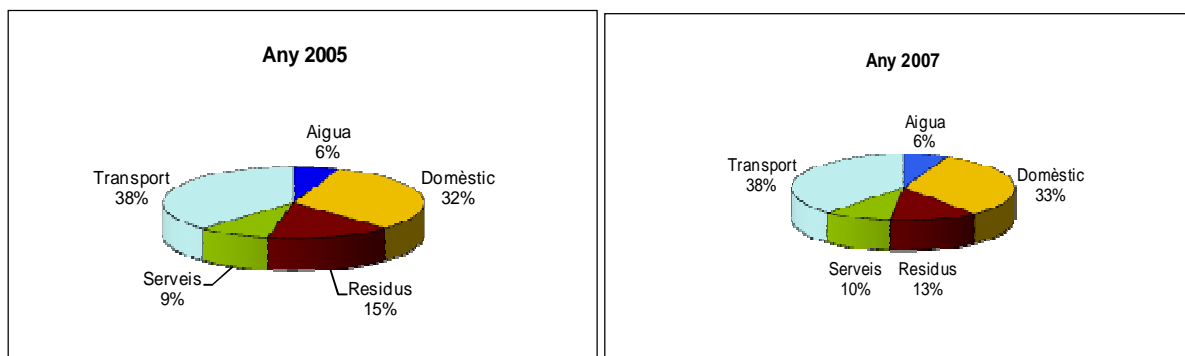 Any 2005
Aigua
6%
Domèstic
32%
Residus
15%
Serveis
9%
Transport
38%
Any 2007
Aigua
6%
Domèstic
33%
Residus
13%
Serveis
10%
Transport
38%